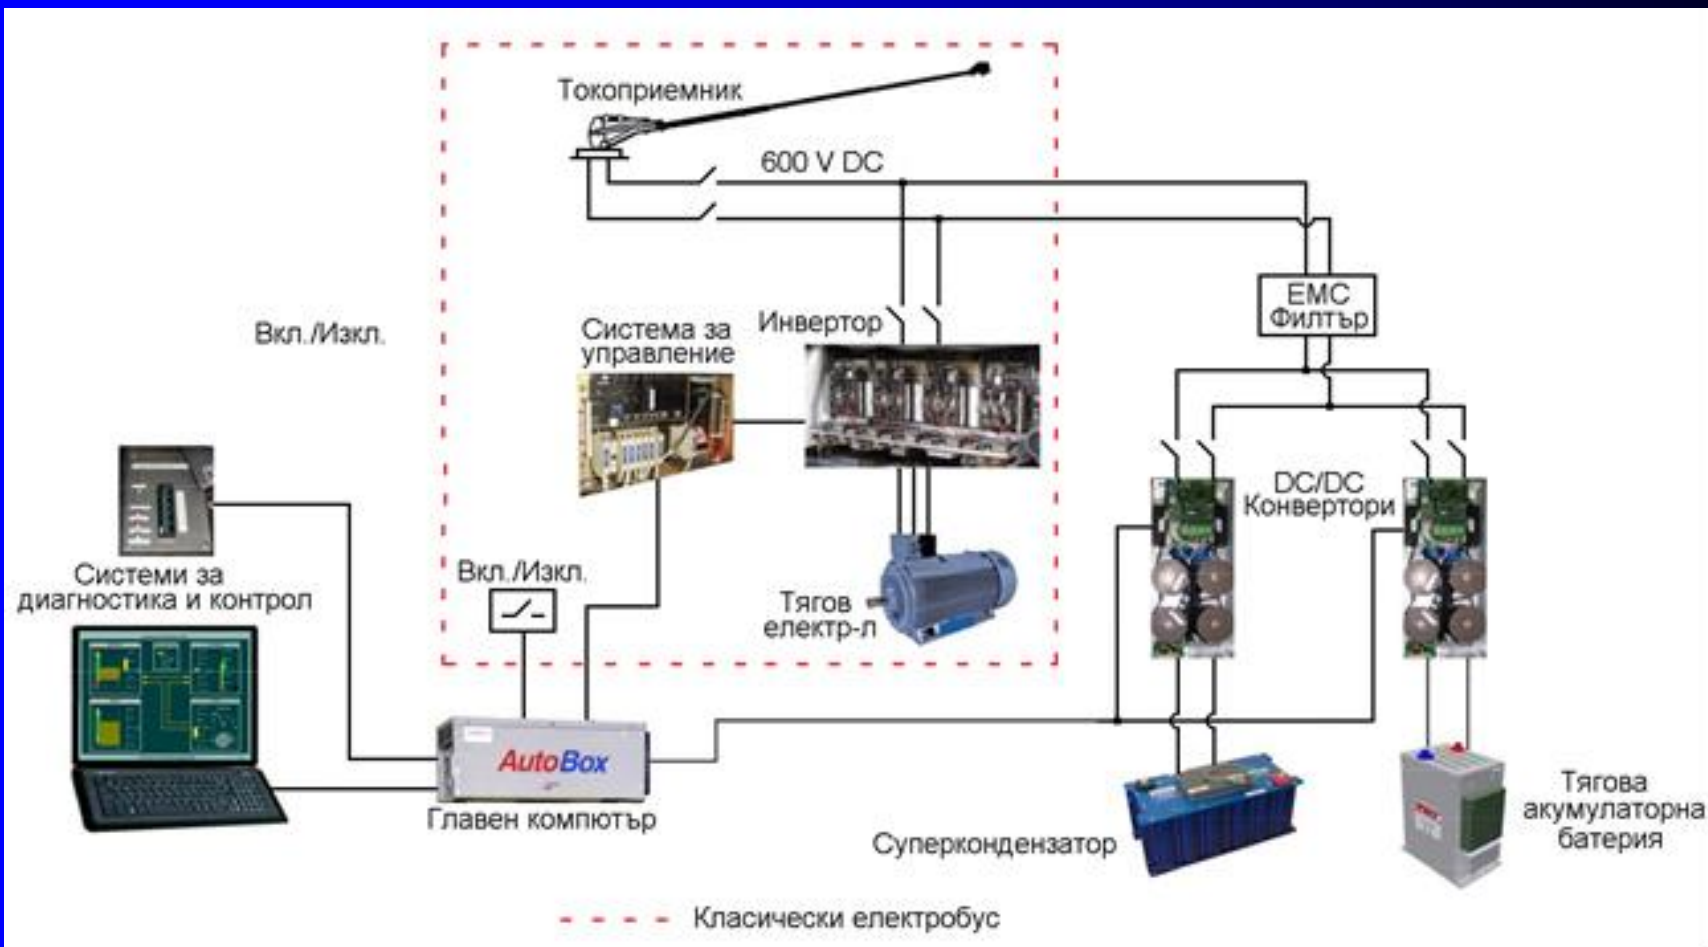 Токоприемник
600 V DC
EMC
Филтър
Вкл./Изкл.
Система за
управление
Инвертор
DC/DC
Конвертори
Системи за
диагностика и контрол
Вкл./Изкл.
Тягов
електр-л
AutoBox
Главен компютър
Суперкондензатор
Тягова
акумулаторна
батерия
Класически електробус